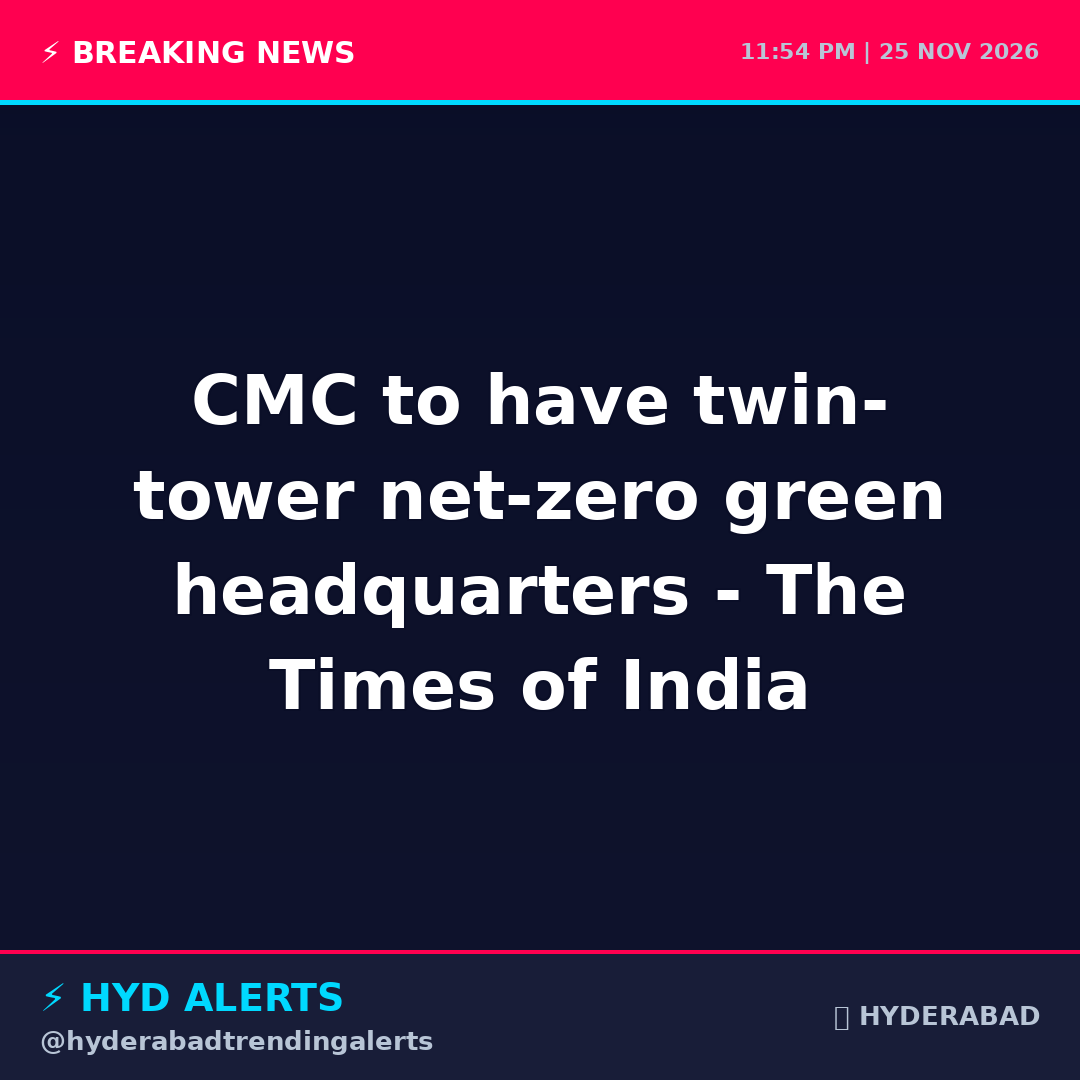 ⚡ BREAKING NEWS
11:54 PM | 25 NOV 2026
CMC to have twin-
tower net-zero green
headquarters - The
Times of India
⚡ HYD ALERTS
@hyderabadtrendingalerts
HYDERABAD